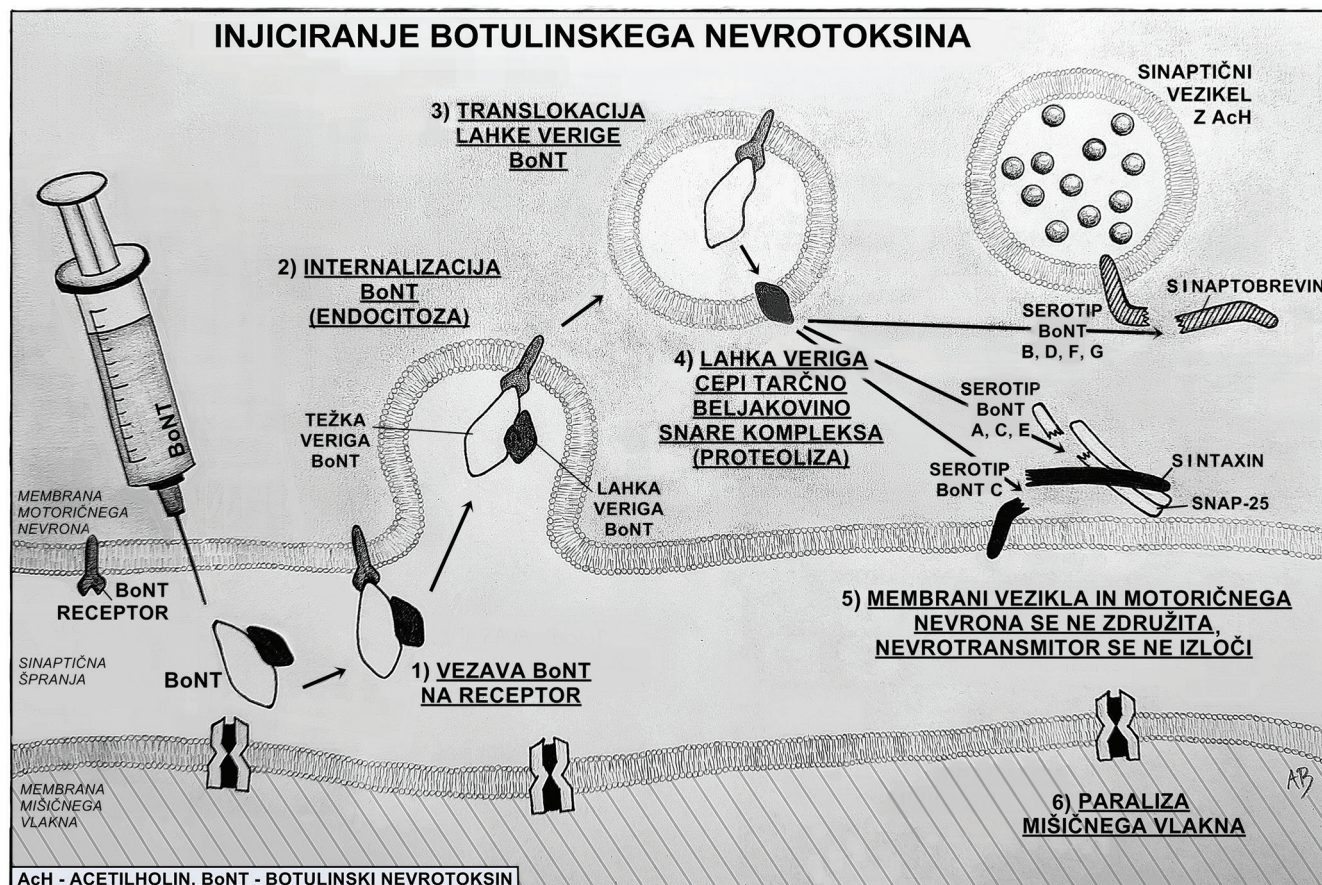 INJICIRANJE BOTULINSKEGA NEVROTOKSINA
SINAPTIČNI
VEZIKEL
Z AcH
3) TRANSLOKACIJA
LAHKE VERIGE
BoNT
2) INTERNALIZACIJA
BoNT
(ENDOCITOZA)
SINAPTOBREVIN
SEROTIP
BoNT
B, D, F, G
4) LAHKA VERIGA
CEPI TARČNO
BELJAKOVINO
SNARE KOMPLEKSA
(PROTEOLIZA)
SEROTIP
BoNT
A, C, E
SEROTIP
BoNT C
SINTAXIN
SNAP-25
TEŽKA
VERIGA
BoNT
LAHKA
VERIGA
BoNT
BoNT
MEMBRANA
MOTORIČNEGA
NEVRONA
BoNT
RECEPTOR
SINAPTIČNA
ŠPRANJA
BoNT
1) VEZAVA BoNT
NA RECEPTOR
5) MEMBRANI VEZIKLA IN MOTORIČNEGA
NEVRONA SE NE ZDRUŽITA,
NEVROTRANSMITOR SE NE IZLOČI
MEMBRANA
MIŠIČNEGA
VLAKNA
6) PARALIZA
MIŠIČNEGA VLAKNA
AB
AcH - ACETILHOLIN, BoNT - BOTULINSKI NEVROTOKSIN